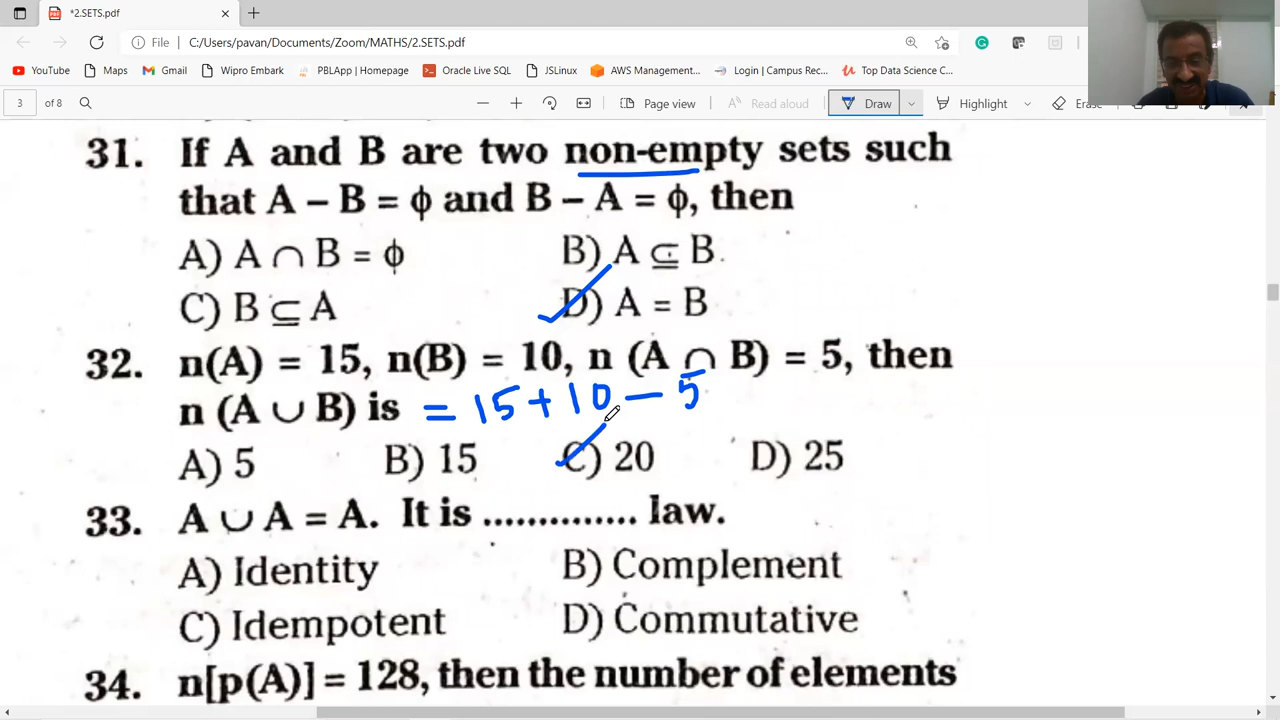 *2.SETS.pdf
File C:/Users/pavan/Documents/Zoom/MATHS/2.SETS.pdf
YouTube Maps Gmail Wipro Embark PBLApp | Homepage Oracle Live SQL JSLinux AWS Management... Login | Campus Rec... Top Data Science C...
3 of 8 Page view Read aloud Draw Highlight Erase
31. If A and B are two non-empty sets such
that A – B = ϕ and B – A = ϕ, then
A) A ∩ B = ϕ B) A ⊆ B
C) B ⊆ A D) A = B
32. n(A) = 15, n(B) = 10, n (A ∩ B) = 5, then
n (A ∪ B) is = 15 + 10 – 5
A) 5 B) 15 C) 20 D) 25
33. A ∪ A = A. It is .............. law.
A) Identity B) Complement
C) Idempotent D) Commutative
34. n[p(A)] = 128, then the number of elements